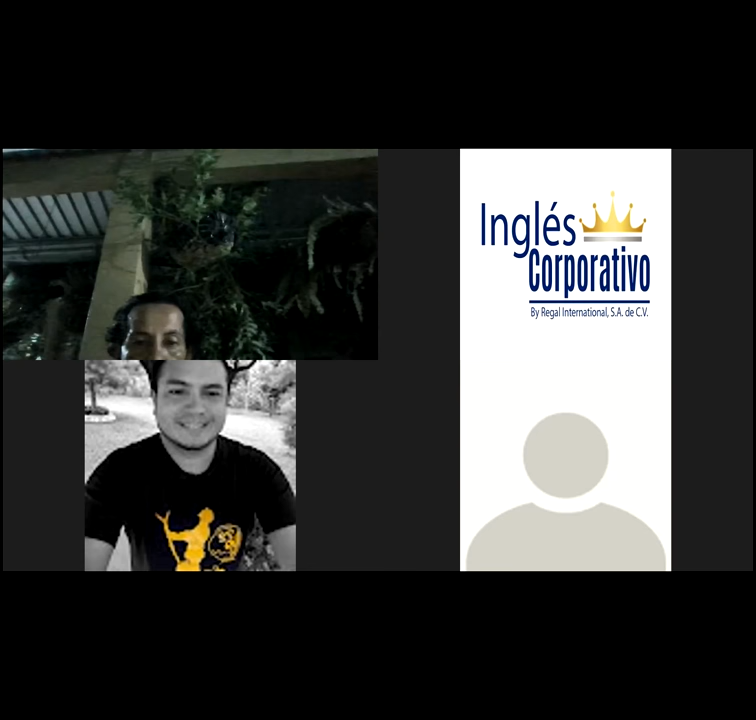 Inglés
Corporativo
By Regal International, S.A. de C.V.